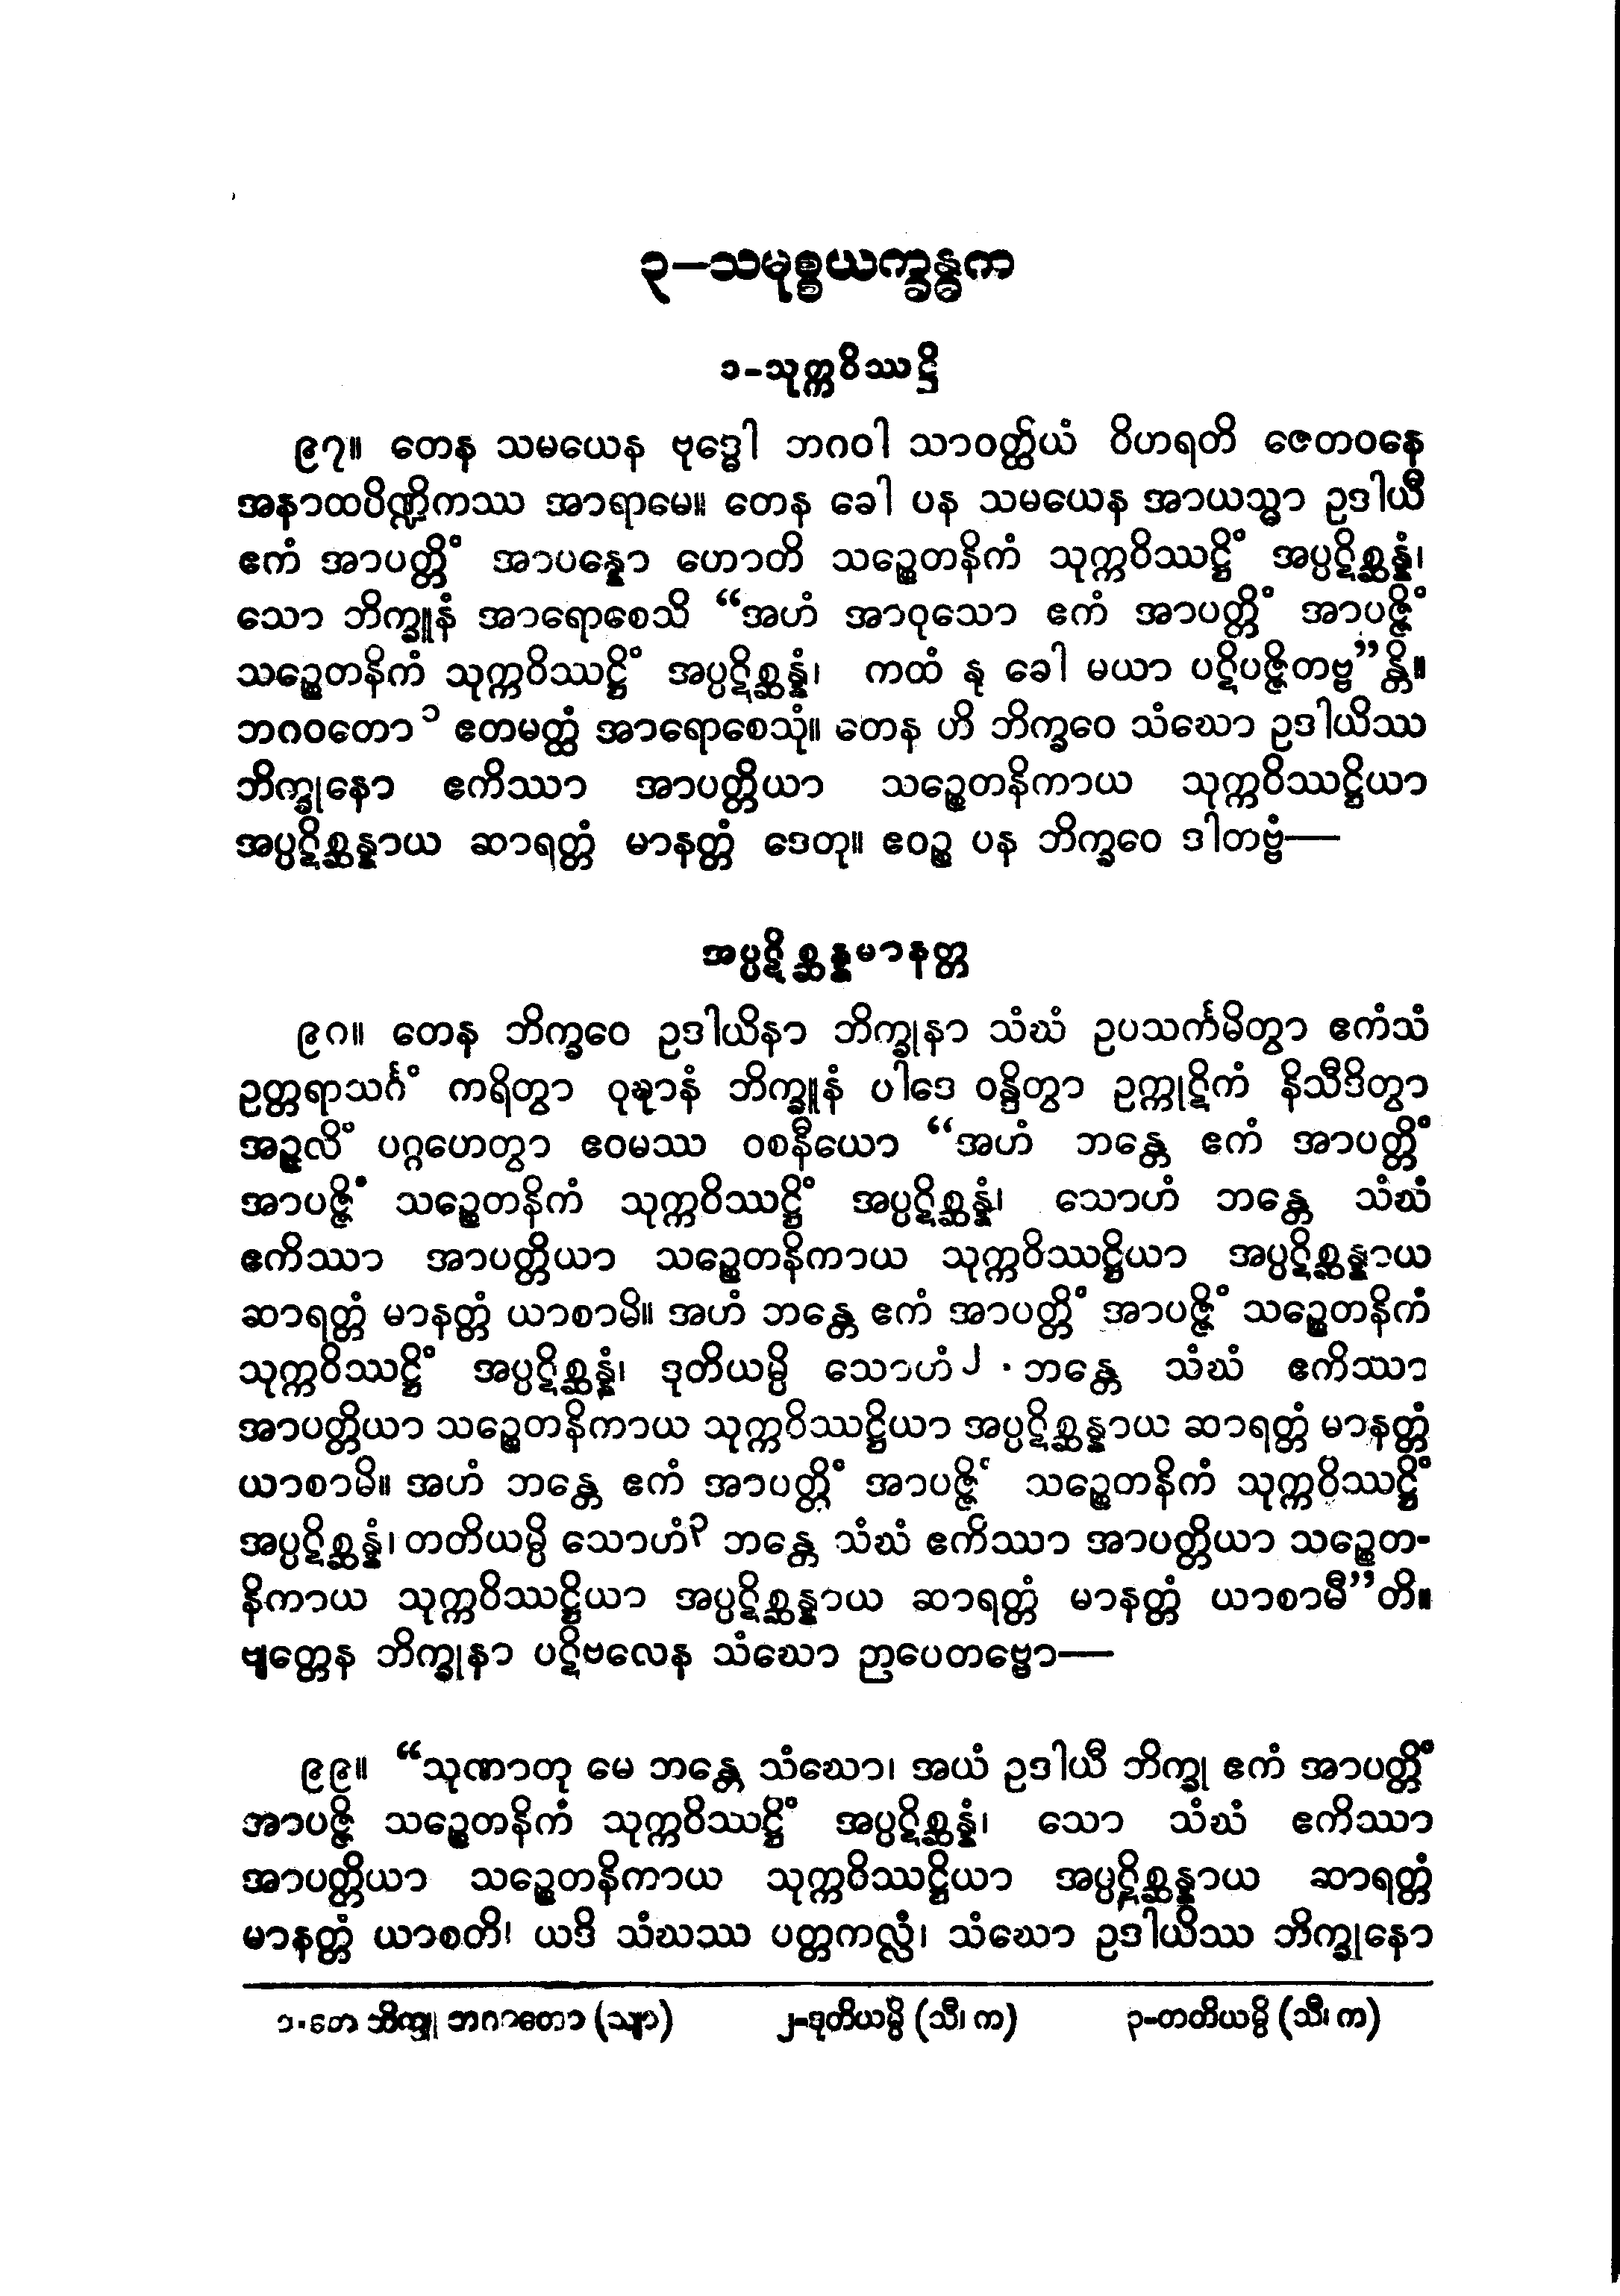 ၃–သမုစ္စယက္ခန္ဓက
၁-သုက္ကဝိဿဋ္ဌိ
၉၇။ တေန သမယေန ဗုဒ္ဓေါ ဘဂဝါ သာဝတ္ထိယံ ဝိဟရတိ ဇေတဝနေ
အနာထပိဏ္ဍိကဿ အာရာမေ။ တေန ခေါ ပန သမယေန အာယသ္မာ ဥဒါယီ
ဧကံ အာပတ္တိံ အာပန္နော ဟောတိ သဉ္စေတနိကံ သုက္ကဝိဿဋ္ဌိံ အပ္ပဋိစ္ဆန္နံ၊
သော ဘိက္ခူနံ အာရောစေသိ “အဟံ အာဝုသော ဧကံ အာပတ္တိံ အာပဇ္ဇိံ
သဉ္စေတနိကံ သုက္ကဝိဿဋ္ဌိံ အပ္ပဋိစ္ဆန္နံ၊ ကထံ နု ခေါ မယာ ပဋိပဇ္ဇိတဗ္ဗ”န္တိ။
ဘဂဝတော ၁ ဧတမတ္ထံ အာရောစေသုံ။ တေန ဟိ ဘိက္ခဝေ သံဃော ဥဒါယိဿ
ဘိက္ခုနော ဧကိဿာ အာပတ္တိယာ သဉ္စေတနိကာယ သုက္ကဝိဿဋ္ဌိယာ
အပ္ပဋိစ္ဆန္နာယ ဆာရတ္တံ မာနတ္တံ ဒေတု။ ဧဝဉ္စ ပန ဘိက္ခဝေ ဒါတဗ္ဗံ—
အပ္ပဋိစ္ဆန္နမာနတ္တ
၉၈။ တေန ဘိက္ခဝေ ဥဒါယိနာ ဘိက္ခုနာ သံဃံ ဥပသင်္ကမိတွာ ဧကံသံ
ဥတ္တရာသင်္ဂံ ကရိတွာ ဝုဍ္ဎာနံ ဘိက္ခူနံ ပါဒေ ဝန္ဒိတွာ ဥက္ကုဋိကံ နိသီဒိတွာ
အဉ္ဇလိံ ပဂ္ဂဟေတွာ ဧဝမဿ ဝစနီယော “အဟံ ဘန္တေ ဧကံ အာပတ္တိံ
အာပဇ္ဇိံ သဉ္စေတနိကံ သုက္ကဝိဿဋ္ဌိံ အပ္ပဋိစ္ဆန္နံ၊ သောဟံ ဘန္တေ သံဃံ
ဧကိဿာ အာပတ္တိယာ သဉ္စေတနိကာယ သုက္ကဝိဿဋ္ဌိယာ အပ္ပဋိစ္ဆန္နာယ
ဆာရတ္တံ မာနတ္တံ ယာစာမိ။ အဟံ ဘန္တေ ဧကံ အာပတ္တိံ အာပဇ္ဇိံ သဉ္စေတနိကံ
သုက္ကဝိဿဋ္ဌိံ အပ္ပဋိစ္ဆန္နံ၊ ဒုတိယမ္ပိ သောဟံ ၂ ဘန္တေ သံဃံ ဧကိဿာ
အာပတ္တိယာ သဉ္စေတနိကာယ သုက္ကဝိဿဋ္ဌိယာ အပ္ပဋိစ္ဆန္နာယ ဆာရတ္တံ မာနတ္တံ
ယာစာမိ။ အဟံ ဘန္တေ ဧကံ အာပတ္တိံ အာပဇ္ဇိံ သဉ္စေတနိကံ သုက္ကဝိဿဋ္ဌိံ
အပ္ပဋိစ္ဆန္နံ၊ တတိယမ္ပိ သောဟံ ၃ ဘန္တေ သံဃံ ဧကိဿာ အာပတ္တိယာ သဉ္စေတ-
နိကာယ သုက္ကဝိဿဋ္ဌိယာ အပ္ပဋိစ္ဆန္နာယ ဆာရတ္တံ မာနတ္တံ ယာစာမီ”တိ။
ဗျတ္တေန ဘိက္ခုနာ ပဋိဗလေန သံဃော ဉာပေတဗ္ဗော—
၉၉။ “သုဏာတု မေ ဘန္တေ သံဃော၊ အယံ ဥဒါယီ ဘိက္ခု ဧကံ အာပတ္တိံ
အာပဇ္ဇိ သဉ္စေတနိကံ သုက္ကဝိဿဋ္ဌိံ အပ္ပဋိစ္ဆန္နံ၊ သော သံဃံ ဧကိဿာ
အာပတ္တိယာ သဉ္စေတနိကာယ သုက္ကဝိဿဋ္ဌိယာ အပ္ပဋိစ္ဆန္နာယ ဆာရတ္တံ
မာနတ္တံ ယာစတိ၊ ယဒိ သံဃဿ ပတ္တကလ္လံ၊ သံဃော ဥဒါယိဿ ဘိက္ခုနော
၁-တေ ဘိက္ခူ ဘဂဝတော (သျာ) ၂-ဒုတိယမ္ပိ (သီ၊ က) ၃-တတိယမ္ပိ (သီ၊ က)